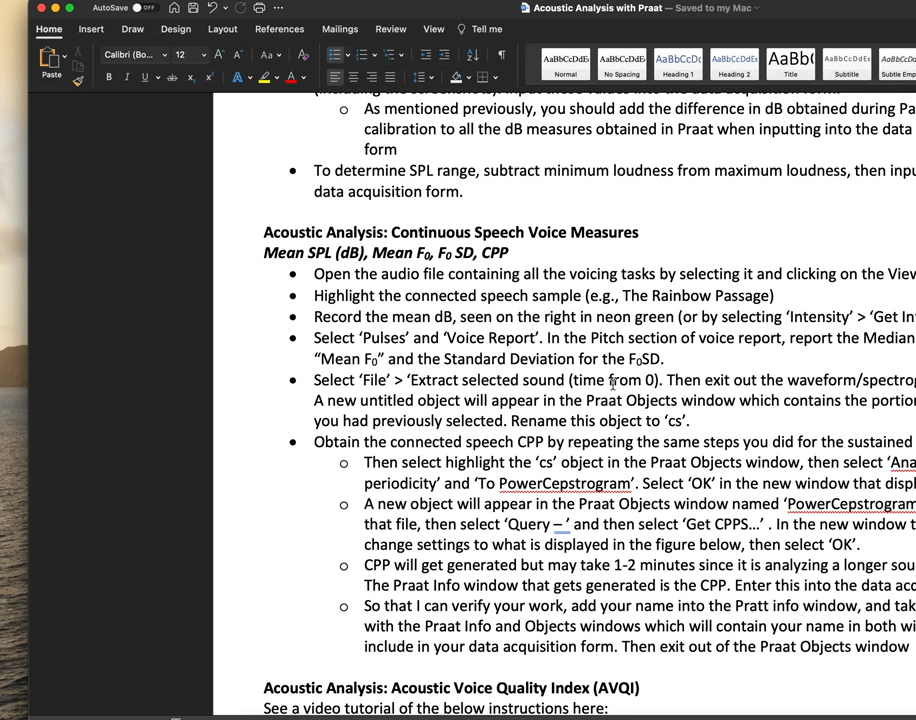 AutoSave OFF
Acoustic Analysis with Praat — Saved to my Mac
Home Insert Draw Design Layout References Mailings Review View Tell me
Paste
Calibri (Bo... 12
Aa
B I U ab x x A A
AaBbCcDdEe AaBbCcDdEe AaBbCcDc AaBbCcDdEe AaBb( AaBbCcDdEe AaBbCcDdEe
Normal No Spacing Heading 1 Heading 2 Title Subtitle Subtle Emp
o As mentioned previously, you should add the difference in dB obtained during Pa
calibration to all the dB measures obtained in Praat when inputting into the data
form
• To determine SPL range, subtract minimum loudness from maximum loudness, then inpu
data acquisition form.
Acoustic Analysis: Continuous Speech Voice Measures
Mean SPL (dB), Mean F₀, F₀ SD, CPP
• Open the audio file containing all the voicing tasks by selecting it and clicking on the View
• Highlight the connected speech sample (e.g., The Rainbow Passage)
• Record the mean dB, seen on the right in neon green (or by selecting ‘Intensity’ > ‘Get In
• Select ‘Pulses’ and ‘Voice Report’. In the Pitch section of voice report, report the Median
“Mean F₀” and the Standard Deviation for the F₀SD.
• Select ‘File’ > ‘Extract selected sound (time from 0). Then exit out the waveform/spectrog
A new untitled object will appear in the Praat Objects window which contains the portion
you had previously selected. Rename this object to ‘cs’.
• Obtain the connected speech CPP by repeating the same steps you did for the sustained
o Then select highlight the ‘cs’ object in the Praat Objects window, then select ‘Ana
periodicity’ and ‘To PowerCepstrogram’. Select ‘OK’ in the new window that displ
o A new object will appear in the Praat Objects window named ‘PowerCepstrogram
that file, then select ‘Query – ’ and then select ‘Get CPPS…’ . In the new window t
change settings to what is displayed in the figure below, then select ‘OK’.
o CPP will get generated but may take 1-2 minutes since it is analyzing a longer sou
The Praat Info window that gets generated is the CPP. Enter this into the data acq
o So that I can verify your work, add your name into the Pratt info window, and tak
with the Praat Info and Objects windows which will contain your name in both wi
include in your data acquisition form. Then exit out of the Praat Objects window
Acoustic Analysis: Acoustic Voice Quality Index (AVQI)
See a video tutorial of the below instructions here: